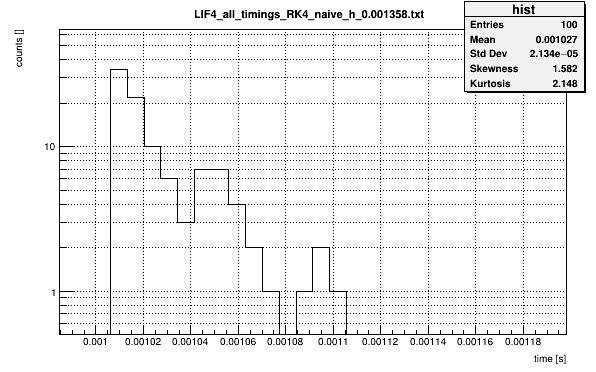 LIF4_all_timings_RK4_naive_h_0.001358.txt
hist
Entries 100
Mean 0.001027
Std Dev 2.134e−05
Skewness 1.582
Kurtosis 2.148
counts []
10
1
0.001 0.00102 0.00104 0.00106 0.00108 0.0011 0.00112 0.00114 0.00116 0.00118
time [s]